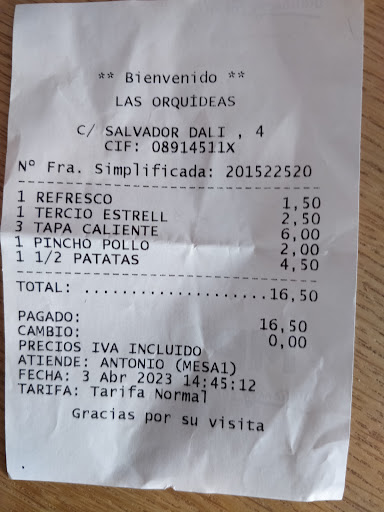 ** Bienvenido **
LAS ORQUÍDEAS
C/ SALVADOR DALI , 4
CIF: 08914511X
Nº Fra. Simplificada: 201522520
1 REFRESCO 1,50
1 TERCIO ESTRELL 2,50
3 TAPA CALIENTE 6,00
1 PINCHO POLLO 2,00
1 1/2 PATATAS 4,50
TOTAL: ....................16,50
PAGADO: 16,50
CAMBIO: 0,00
PRECIOS IVA INCLUIDO
ATIENDE: ANTONIO (MESA1)
FECHA: 3 Abr 2023 14:45:12
TARIFA: Tarifa Normal
Gracias por su visita